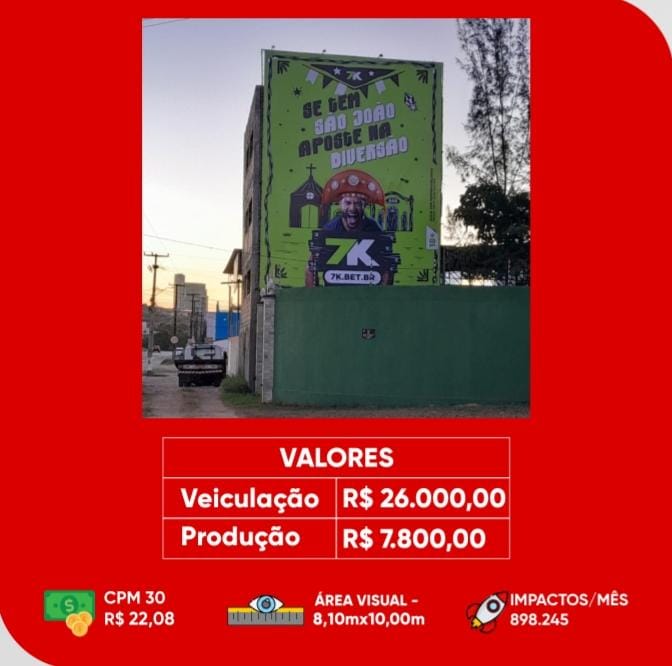 7K
SE TEM
SÃO JOÃO
APOSTE NA
DIVERSÃO
7K
7K.BET.BR
VALORES
Veiculação R$ 26.000,00
Produção R$ 7.800,00
CPM 30
R$ 22,08
ÁREA VISUAL -
8,10mx10,00m
IMPACTOS/MÊS
898.245